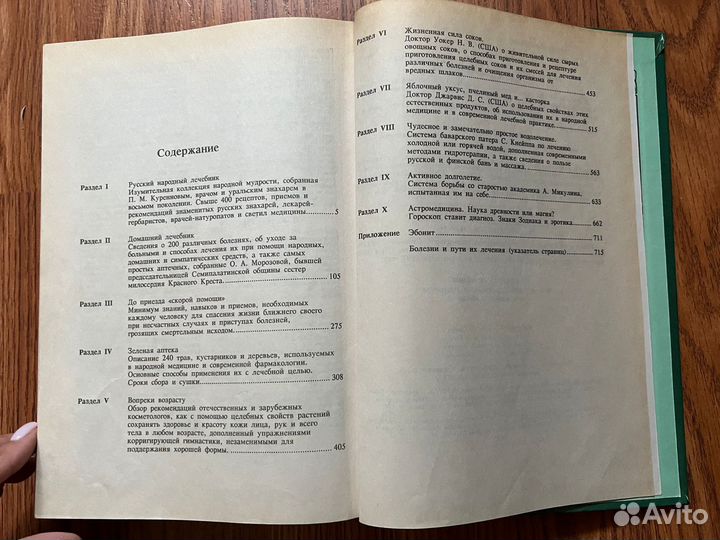 Содержание
Раздел I
Русский народный лечебник
Изумительная коллекция народной мудрости, собранная
П. М. Куренновым, врачом и уральским знахарем в
восьмом поколении. Свыше 400 рецептов, приемов и
рекомендаций знаменитых русских знахарей, лекарей-
гербаристов, врачей-натуропатов и светил медицины. 5
Раздел II
Домашний лечебник
Сведения о 200 различных болезнях, об уходе за
больными и способах лечения их при помощи народных,
домашних и симпатических средств, а также самых
простых аптечных, собранные О. А. Морозовой, бывшей
председательницей Семипалатинской общины сестер
милосердия Красного Креста. 105
Раздел III
До приезда «скорой помощи»
Минимум знаний, навыков и приемов, необходимых
каждому человеку для спасения жизни ближнего своего
при несчастных случаях и приступах болезней,
грозящих смертельным исходом. 275
Раздел IV
Зеленая аптека
Описание 240 трав, кустарников и деревьев, используемых
в народной медицине и современной фармакологии.
Основные способы применения их с лечебной целью.
Сроки сбора и сушки. 308
Раздел V
Вопреки возрасту
Обзор рекомендаций отечественных и зарубежных
косметологов, как с помощью целебных свойств растений
сохранять здоровье и красоту кожи лица, рук и всего
тела в любом возрасте, дополненный упражнениями
корригирующей гимнастики, незаменимыми для
поддержания хорошей формы. 405
Раздел VI
Жизненная сила соков.
Доктор Уокер Н. В. (США) о живительной силе сырых
овощных соков, о способах приготовления и рецептуре
приготовления целебных соков и их смесей для лечения
различных болезней и очищения организма от
вредных шлаков. 453
Раздел VII
Яблочный уксус, пчелиный мед и... касторка
Доктор Джарвис Д. С. (США) о целебных свойствах этих
естественных продуктов, об использовании их в народной
медицине и в современной лечебной практике. 515
Раздел VIII
Чудесное и замечательно простое водолечение.
Система баварского патера С. Кнейппа по лечению
холодной или горячей водой, дополненная современными
методами гидротерапии, а также сведения о пользе
русской и финской бань и массажа. 563
Раздел IX
Активное долголетие.
Система борьбы со старостью академика А. Микулина,
испытанная им на себе. 633
Раздел X
Астромедицина. Наука древности или магия?
Гороскоп ставит диагноз. Знаки Зодиака и эротика. 662
Приложение
Эбонит 711
Болезни и пути их лечения (указатель страниц) 715
Avito